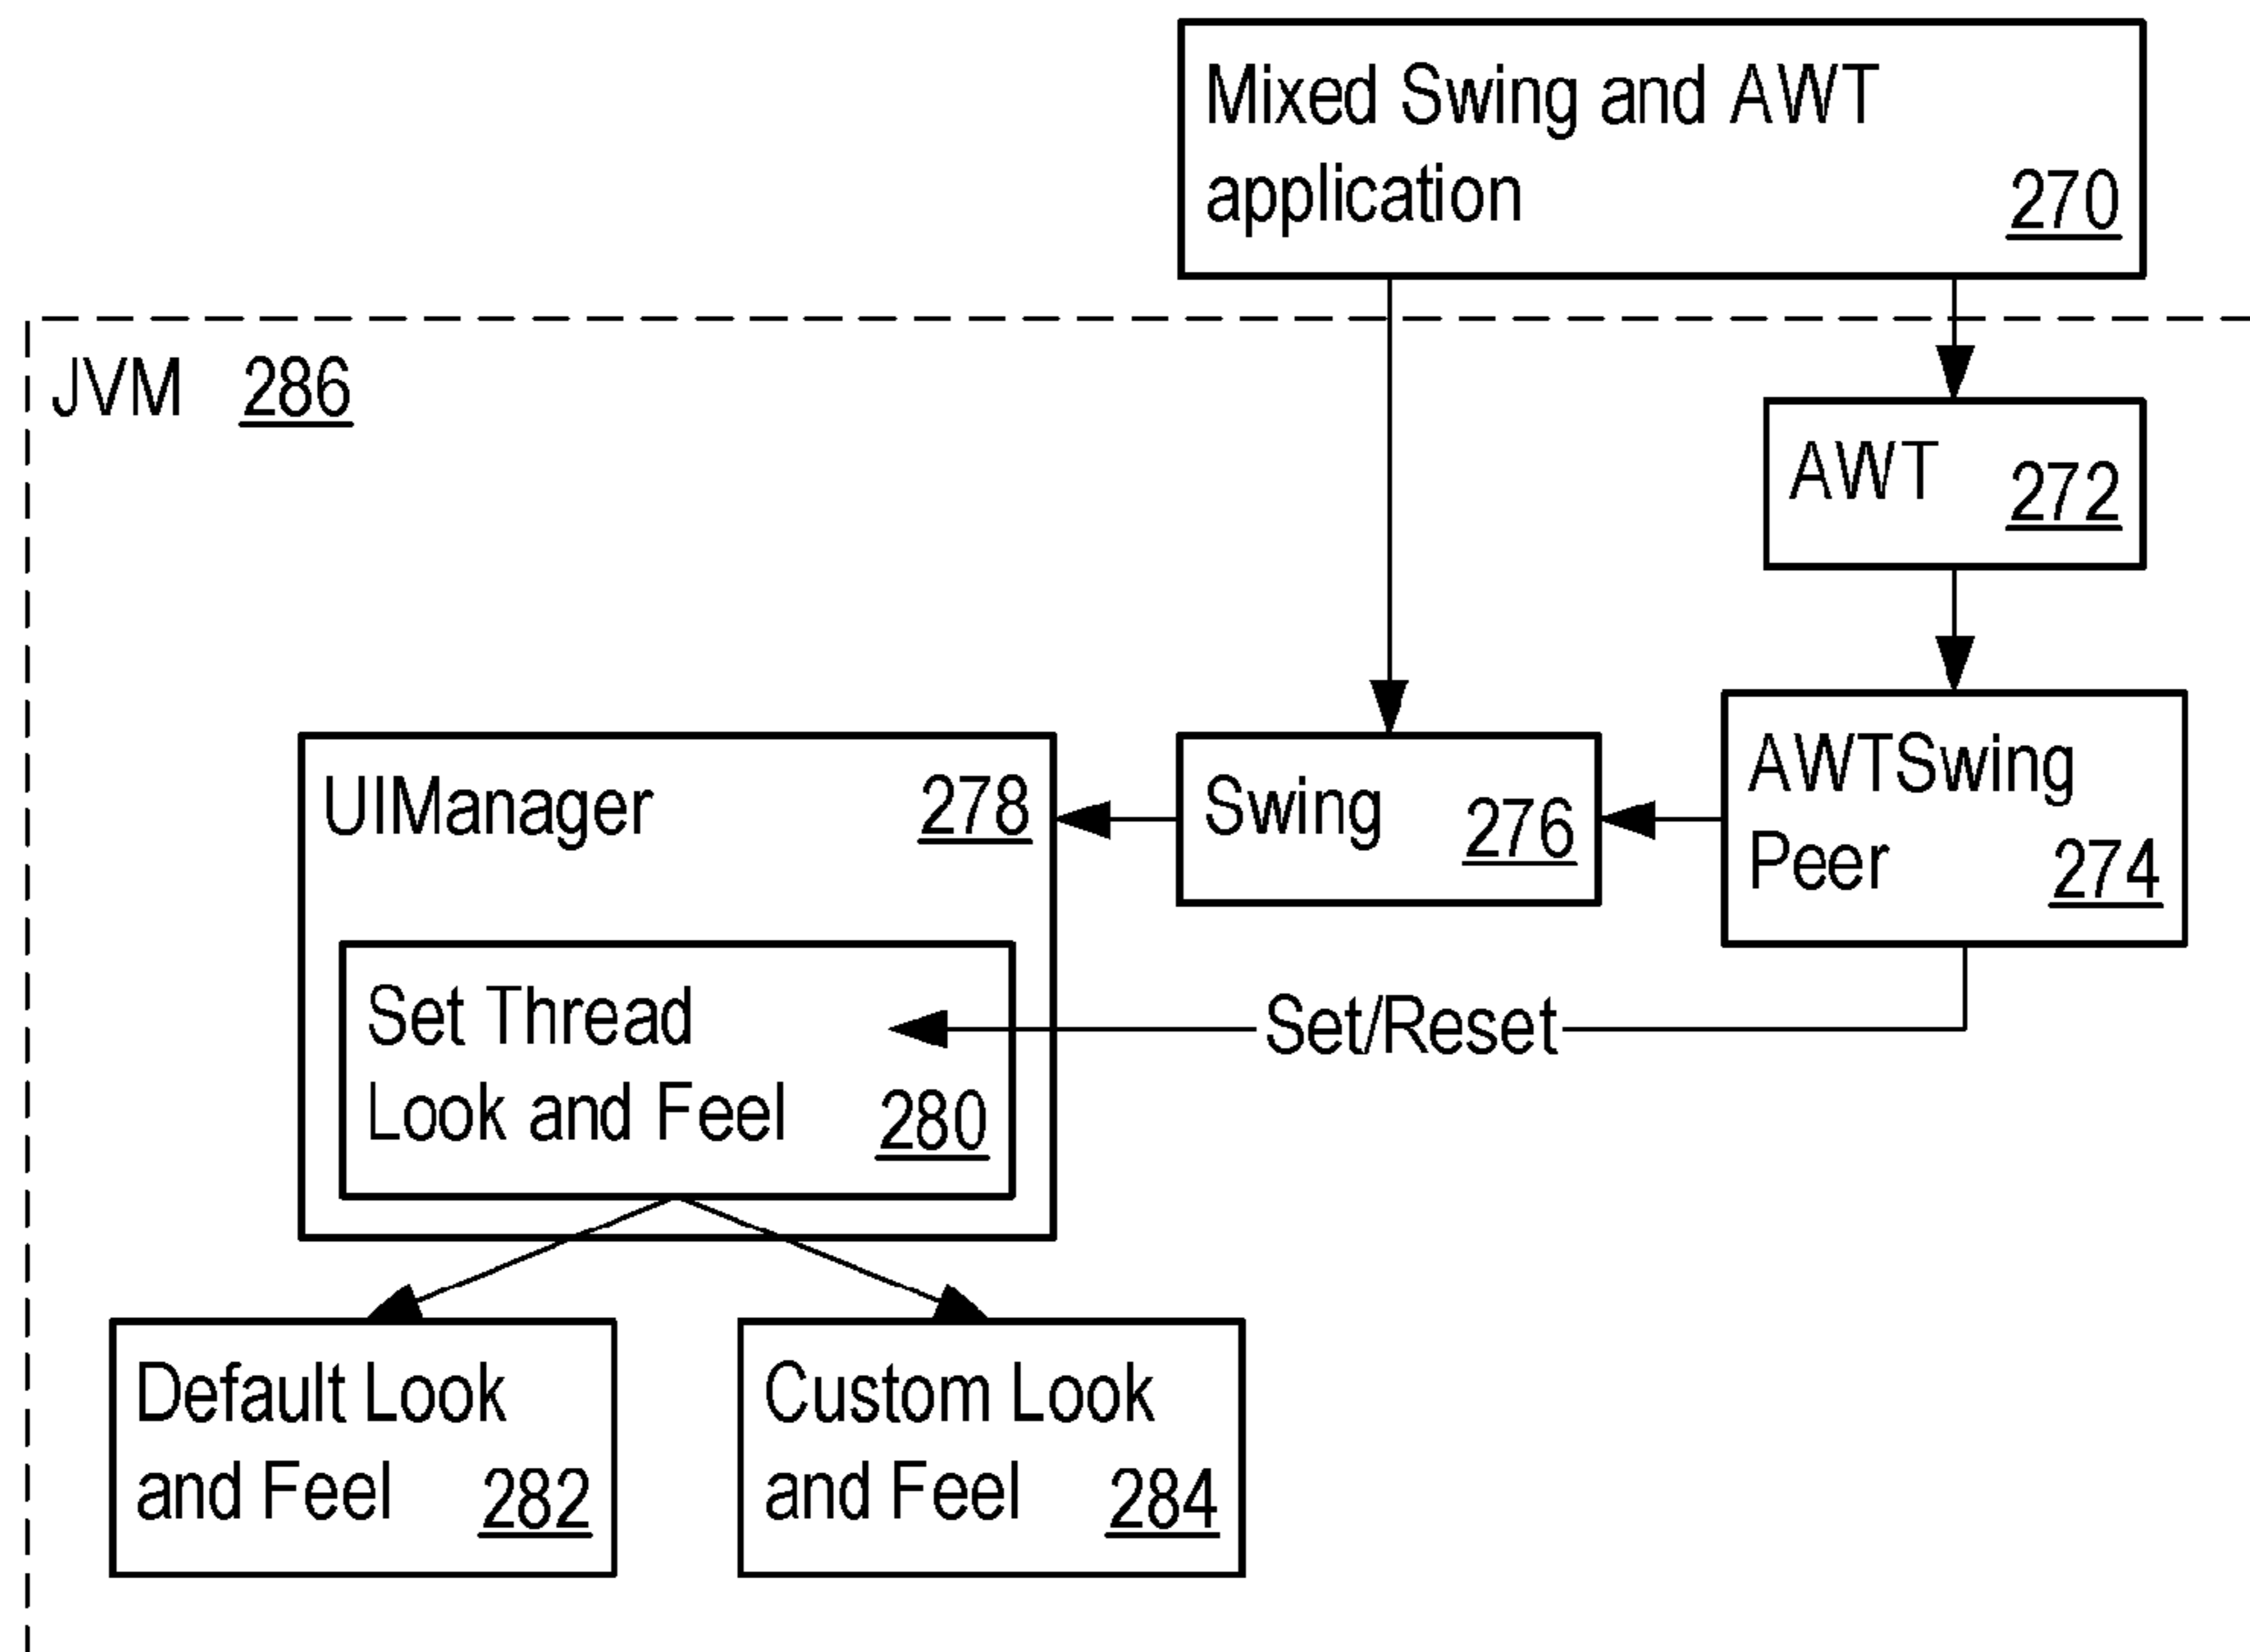 Mixed Swing and AWT
application 270
JVM 286
AWT 272
UIManager 278
Swing 276
AWTSwing
Peer 274
Set Thread
Look and Feel 280
Set/Reset
Default Look
and Feel 282
Custom Look
and Feel 284